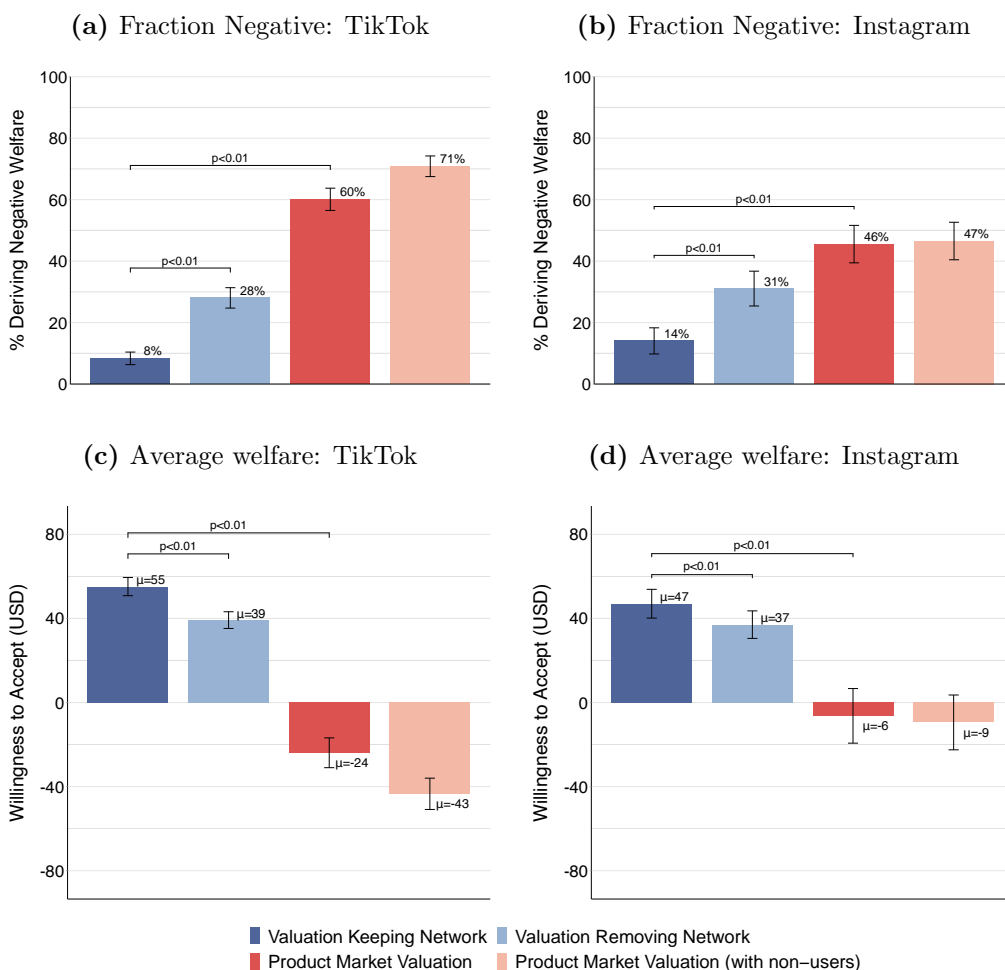 (a) Fraction Negative: TikTok
(b) Fraction Negative: Instagram
% Deriving Negative Welfare
100
80
60
40
20
0
p<0.01
p<0.01
8%
28%
60%
71%
% Deriving Negative Welfare
100
80
60
40
20
0
p<0.01
p<0.01
14%
31%
46%
47%
(c) Average welfare: TikTok
(d) Average welfare: Instagram
Willingness to Accept (USD)
80
40
0
-40
-80
p<0.01
p<0.01
μ=55
μ=39
μ=-24
μ=-43
Willingness to Accept (USD)
80
40
0
-40
-80
p<0.01
p<0.01
μ=47
μ=37
μ=-6
μ=-9
Valuation Keeping Network
Valuation Removing Network
Product Market Valuation
Product Market Valuation (with non-users)